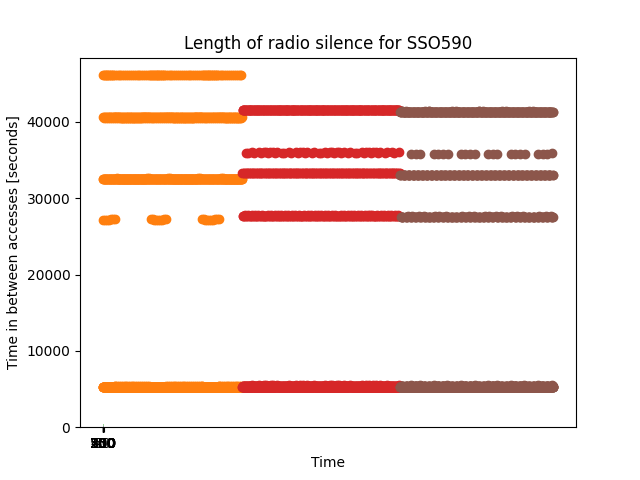 Length of radio silence for SSO590
Time in between accesses [seconds]
40000
30000
20000
10000
0
Time